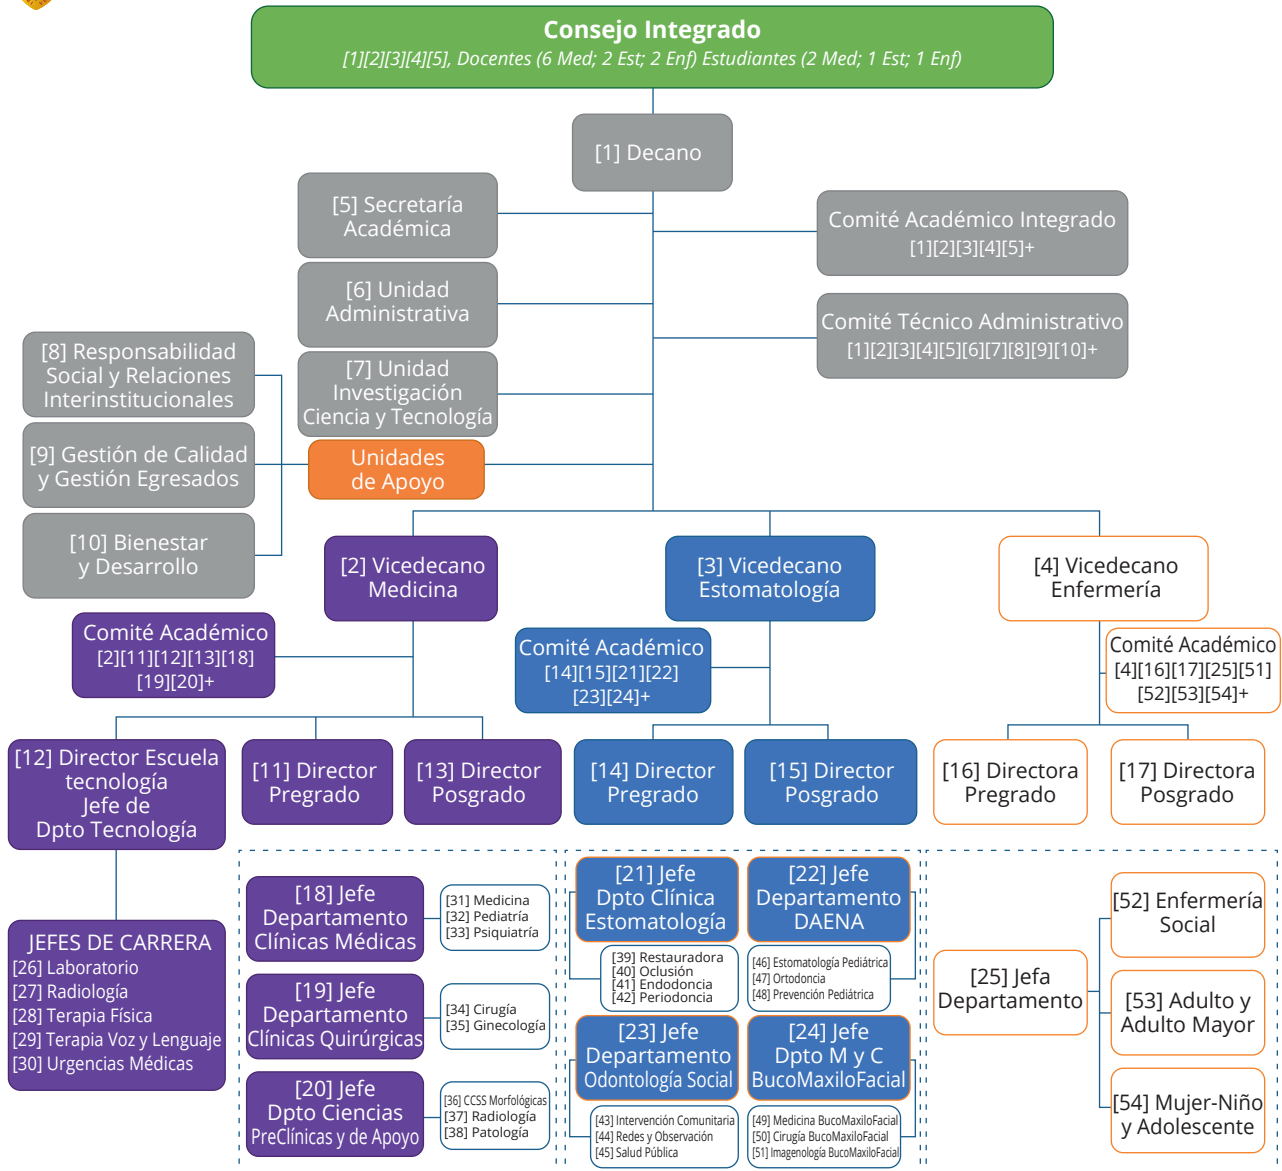 Consejo Integrado
[1][2][3][4][5], Docentes (6 Med; 2 Est; 2 Enf) Estudiantes (2 Med; 1 Est; 1 Enf)
[1] Decano
[5] Secretaría
Académica
Comité Académico Integrado
[1][2][3][4][5]+
[6] Unidad
Administrativa
Comité Técnico Administrativo
[1][2][3][4][5][6][7][8][9][10]+
[7] Unidad
Investigación
Ciencia y Tecnología
[8] Responsabilidad
Social y Relaciones
Interinstitucionales
[9] Gestión de Calidad
y Gestión Egresados
[10] Bienestar
y Desarrollo
Unidades
de Apoyo
[2] Vicedecano
Medicina
[3] Vicedecano
Estomatología
[4] Vicedecano
Enfermería
Comité Académico
[2][11][12][13][18]
[19][20]+
Comité Académico
[14][15][21][22]
[23][24]+
Comité Académico
[4][16][17][25][51]
[52][53][54]+
[12] Director Escuela
tecnología
Jefe de
Dpto Tecnología
[11] Director
Pregrado
[13] Director
Posgrado
[14] Director
Pregrado
[15] Director
Posgrado
[16] Directora
Pregrado
[17] Directora
Posgrado
JEFES DE CARRERA
[26] Laboratorio
[27] Radiología
[28] Terapia Física
[29] Terapia Voz y Lenguaje
[30] Urgencias Médicas
[18] Jefe
Departamento
Clínicas Médicas
[31] Medicina
[32] Pediatría
[33] Psiquiatría
[19] Jefe
Departamento
Clínicas Quirúrgicas
[34] Cirugía
[35] Ginecología
[20] Jefe
Dpto Ciencias
PreClínicas y de Apoyo
[36] CCSS Morfológicas
[37] Radiología
[38] Patología
[21] Jefe
Dpto Clínica
Estomatología
[39] Restauradora
[40] Oclusión
[41] Endodoncia
[42] Periodoncia
[22] Jefe
Departamento
DAENA
[46] Estomatología Pediátrica
[47] Ortodoncia
[48] Prevención Pediátrica
[23] Jefe
Departamento
Odontología Social
[43] Intervención Comunitaria
[44] Redes y Observación
[45] Salud Pública
[24] Jefe
Dpto M y C
BucoMaxiloFacial
[49] Medicina BucoMaxiloFacial
[50] Cirugía BucoMaxiloFacial
[51] Imagenología BucoMaxiloFacial
[25] Jefa
Departamento
[52] Enfermería
Social
[53] Adulto y
Adulto Mayor
[54] Mujer-Niño
y Adolescente